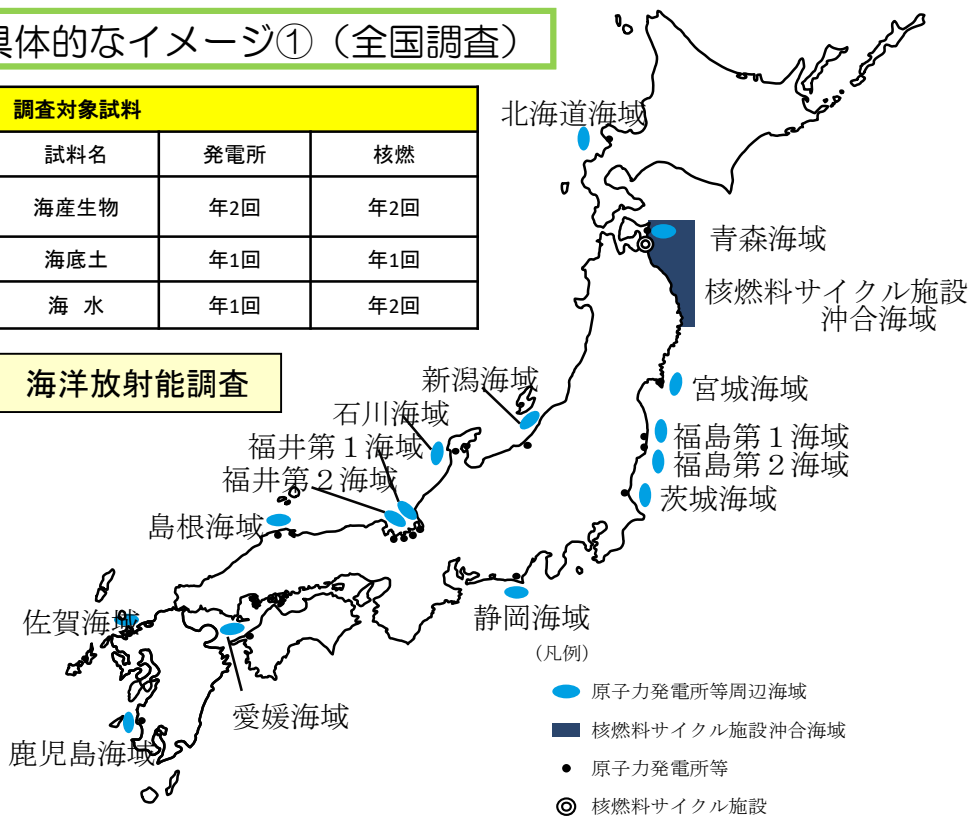 具体的なイメージ①（全国調査）
調査対象試料
試料名 発電所 核燃
海産生物 年2回 年2回
海底土 年1回 年1回
海 水 年1回 年2回
海洋放射能調査
北海道海域
青森海域
核燃料サイクル施設
沖合海域
宮城海域
福島第１海域
福島第２海域
茨城海域
新潟海域
石川海域
福井第１海域
福井第２海域
島根海域
静岡海域
佐賀海域
愛媛海域
鹿児島海域
（凡例）
原子力発電所等周辺海域
核燃料サイクル施設沖合海域
原子力発電所等
核燃料サイクル施設